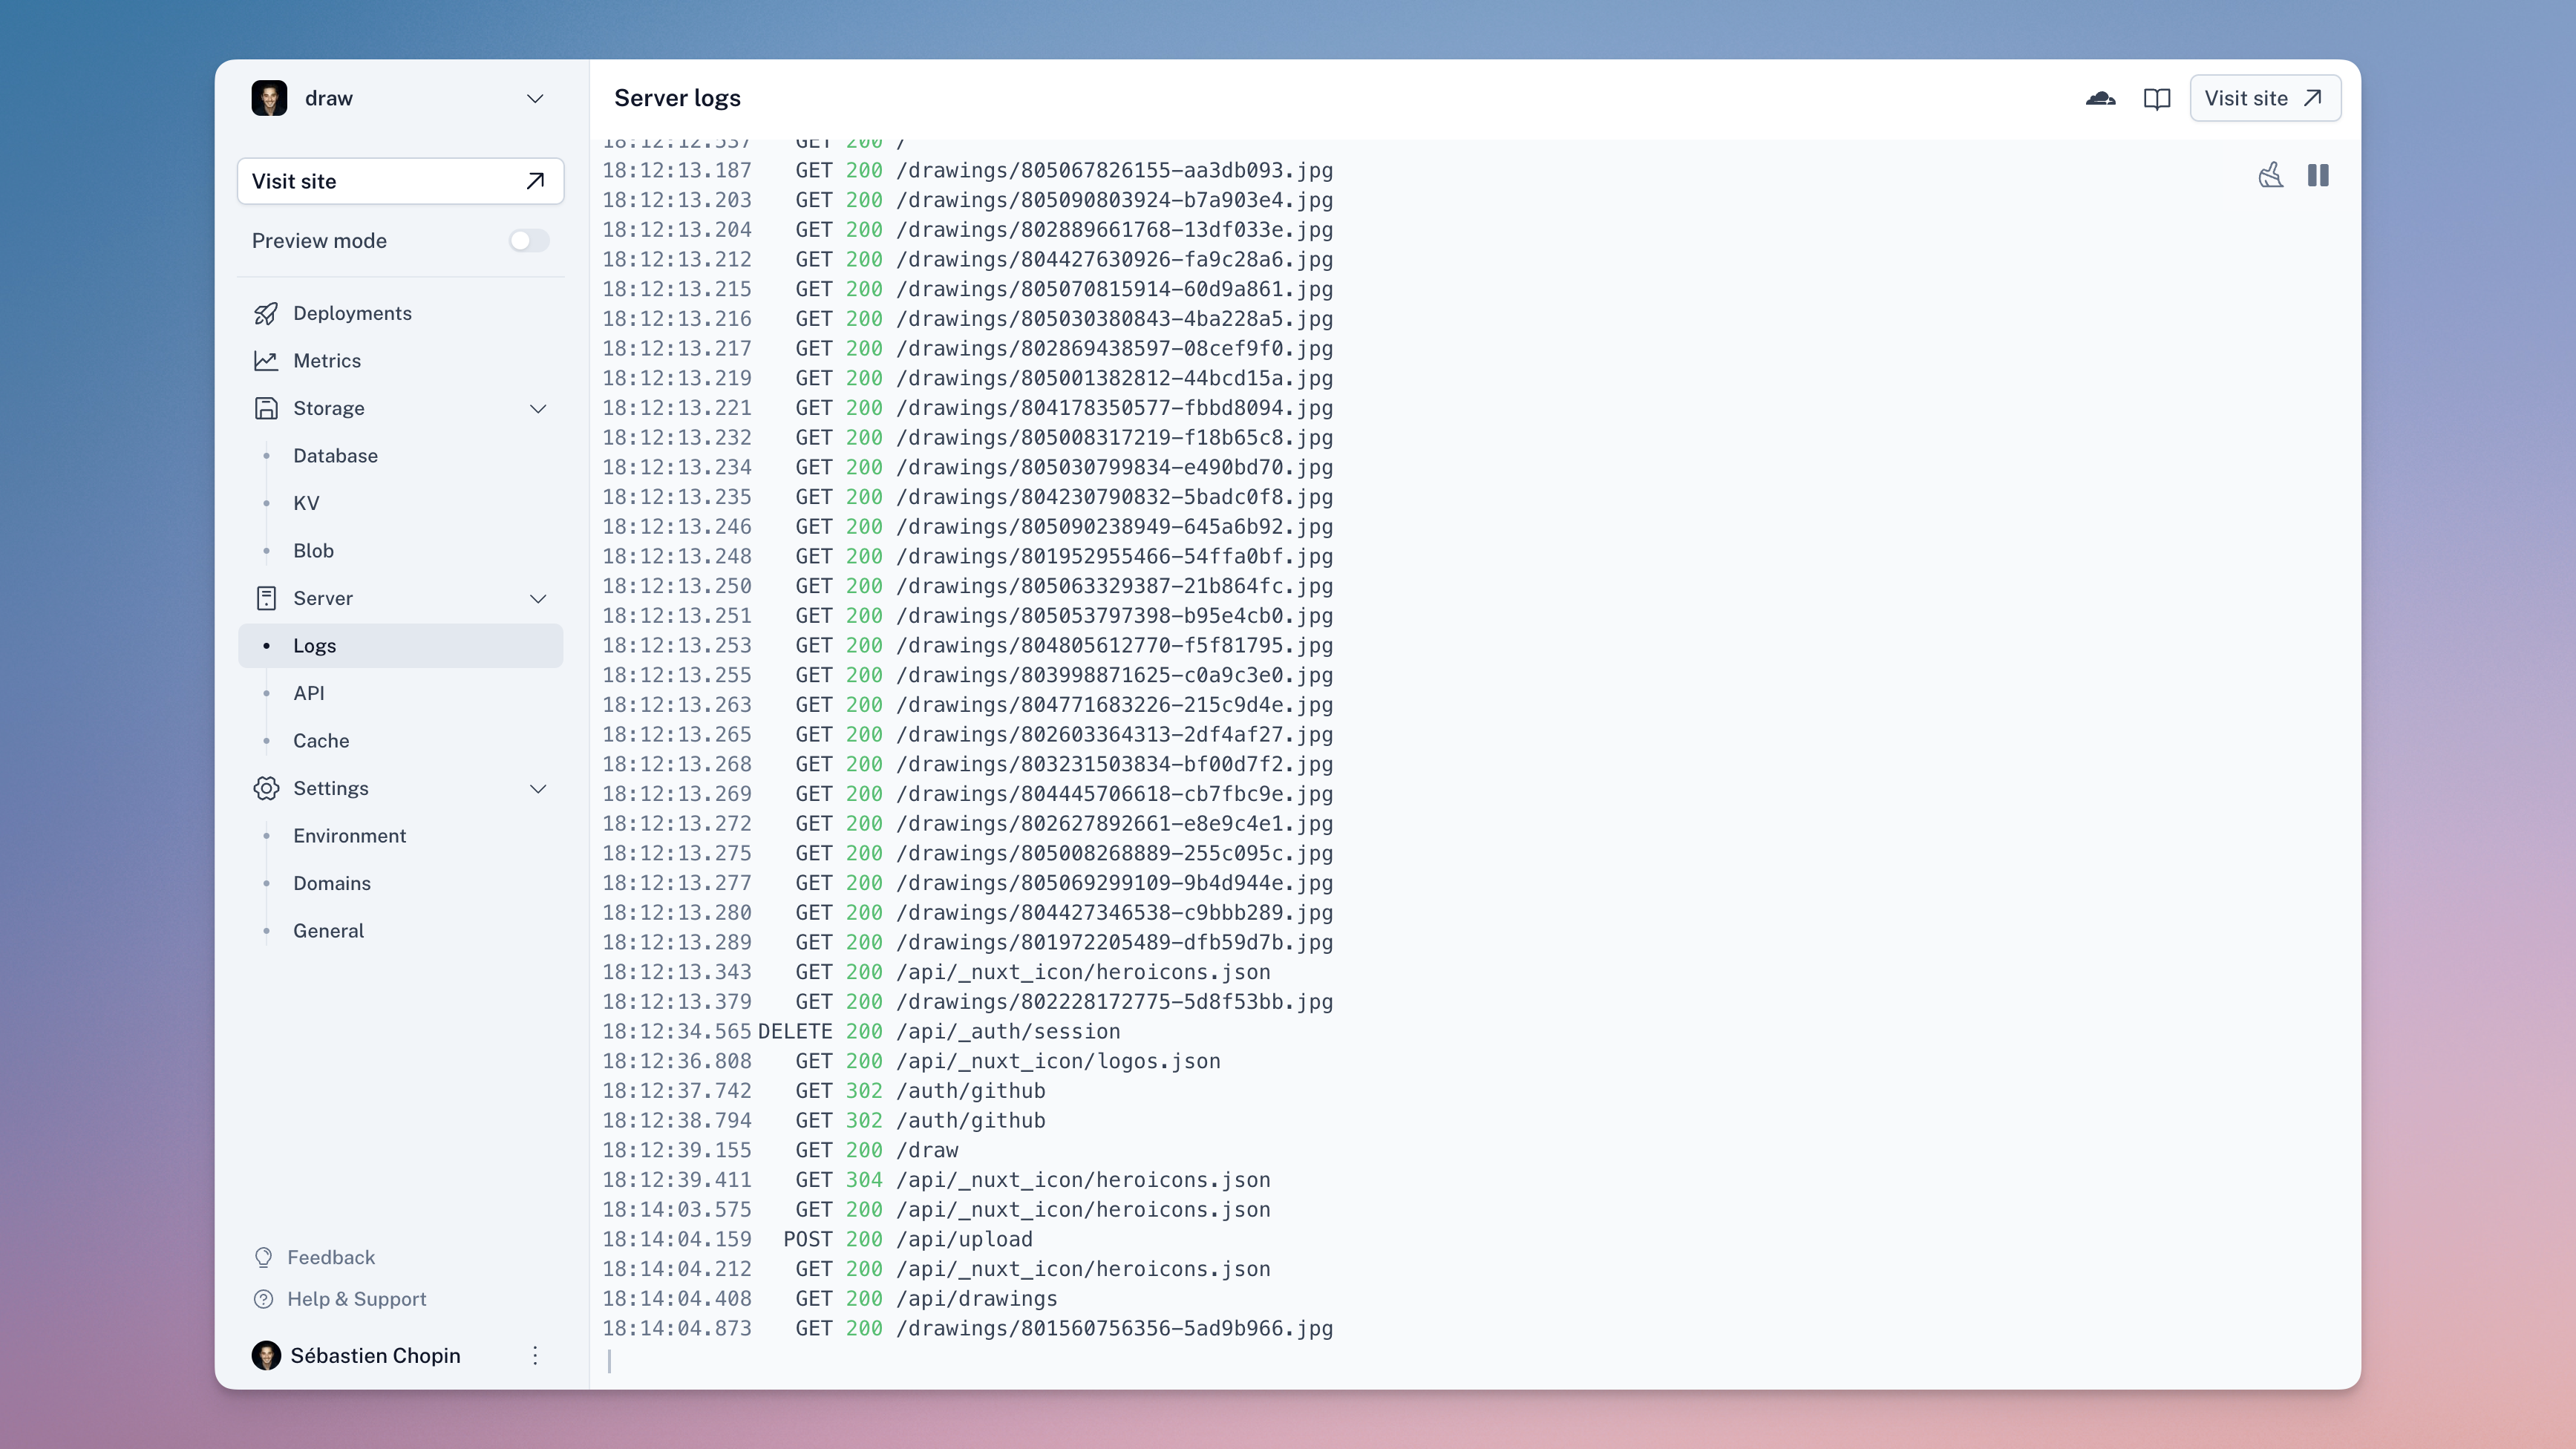 draw
Visit site
Preview mode
Deployments
Metrics
Storage
Database
KV
Blob
Server
Logs
API
Cache
Settings
Environment
Domains
General
Feedback
Help & Support
Sébastien Chopin
Server logs
Visit site
18:12:12.537 GET 200 /
18:12:13.187 GET 200 /drawings/805067826155-aa3db093.jpg
18:12:13.203 GET 200 /drawings/805090803924-b7a903e4.jpg
18:12:13.204 GET 200 /drawings/802889661768-13df033e.jpg
18:12:13.212 GET 200 /drawings/804427630926-fa9c28a6.jpg
18:12:13.215 GET 200 /drawings/805070815914-60d9a861.jpg
18:12:13.216 GET 200 /drawings/805030380843-4ba228a5.jpg
18:12:13.217 GET 200 /drawings/802869438597-08cef9f0.jpg
18:12:13.219 GET 200 /drawings/805001382812-44bcd15a.jpg
18:12:13.221 GET 200 /drawings/804178350577-fbbd8094.jpg
18:12:13.232 GET 200 /drawings/805008317219-f18b65c8.jpg
18:12:13.234 GET 200 /drawings/805030799834-e490bd70.jpg
18:12:13.235 GET 200 /drawings/804230790832-5badc0f8.jpg
18:12:13.246 GET 200 /drawings/805090238949-645a6b92.jpg
18:12:13.248 GET 200 /drawings/801952955466-54ffa0bf.jpg
18:12:13.250 GET 200 /drawings/805063329387-21b864fc.jpg
18:12:13.251 GET 200 /drawings/805053797398-b95e4cb0.jpg
18:12:13.253 GET 200 /drawings/804805612770-f5f81795.jpg
18:12:13.255 GET 200 /drawings/803998871625-c0a9c3e0.jpg
18:12:13.263 GET 200 /drawings/804771683226-215c9d4e.jpg
18:12:13.265 GET 200 /drawings/802603364313-2df4af27.jpg
18:12:13.268 GET 200 /drawings/803231503834-bf00d7f2.jpg
18:12:13.269 GET 200 /drawings/804445706618-cb7fbc9e.jpg
18:12:13.272 GET 200 /drawings/802627892661-e8e9c4e1.jpg
18:12:13.275 GET 200 /drawings/805008268889-255c095c.jpg
18:12:13.277 GET 200 /drawings/805069299109-9b4d944e.jpg
18:12:13.280 GET 200 /drawings/804427346538-c9bbb289.jpg
18:12:13.289 GET 200 /drawings/801972205489-dfb59d7b.jpg
18:12:13.343 GET 200 /api/_nuxt_icon/heroicons.json
18:12:13.379 GET 200 /drawings/802228172775-5d8f53bb.jpg
18:12:34.565 DELETE 200 /api/_auth/session
18:12:36.808 GET 200 /api/_nuxt_icon/logos.json
18:12:37.742 GET 302 /auth/github
18:12:38.794 GET 302 /auth/github
18:12:39.155 GET 200 /draw
18:12:39.411 GET 304 /api/_nuxt_icon/heroicons.json
18:14:03.575 GET 200 /api/_nuxt_icon/heroicons.json
18:14:04.159 POST 200 /api/upload
18:14:04.212 GET 200 /api/_nuxt_icon/heroicons.json
18:14:04.408 GET 200 /api/drawings
18:14:04.873 GET 200 /drawings/801560756356-5ad9b966.jpg